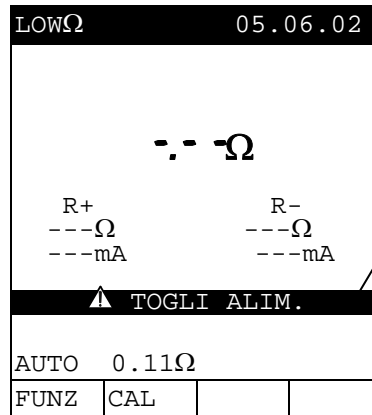 LOWΩ 05.06.02
-.- -Ω
R+ R-
---Ω ---Ω
---mA ---mA
⚠ TOGLI ALIM.
AUTO 0.11Ω
FUNZ CAL